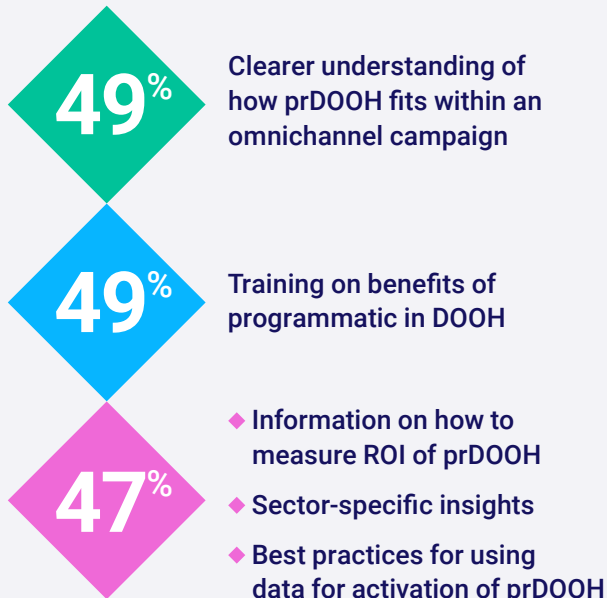 49%
Clearer understanding of
how prDOOH fits within an
omnichannel campaign
49%
Training on benefits of
programmatic in DOOH
47%
Information on how to
measure ROI of prDOOH
Sector-specific insights
Best practices for using
data for activation of prDOOH